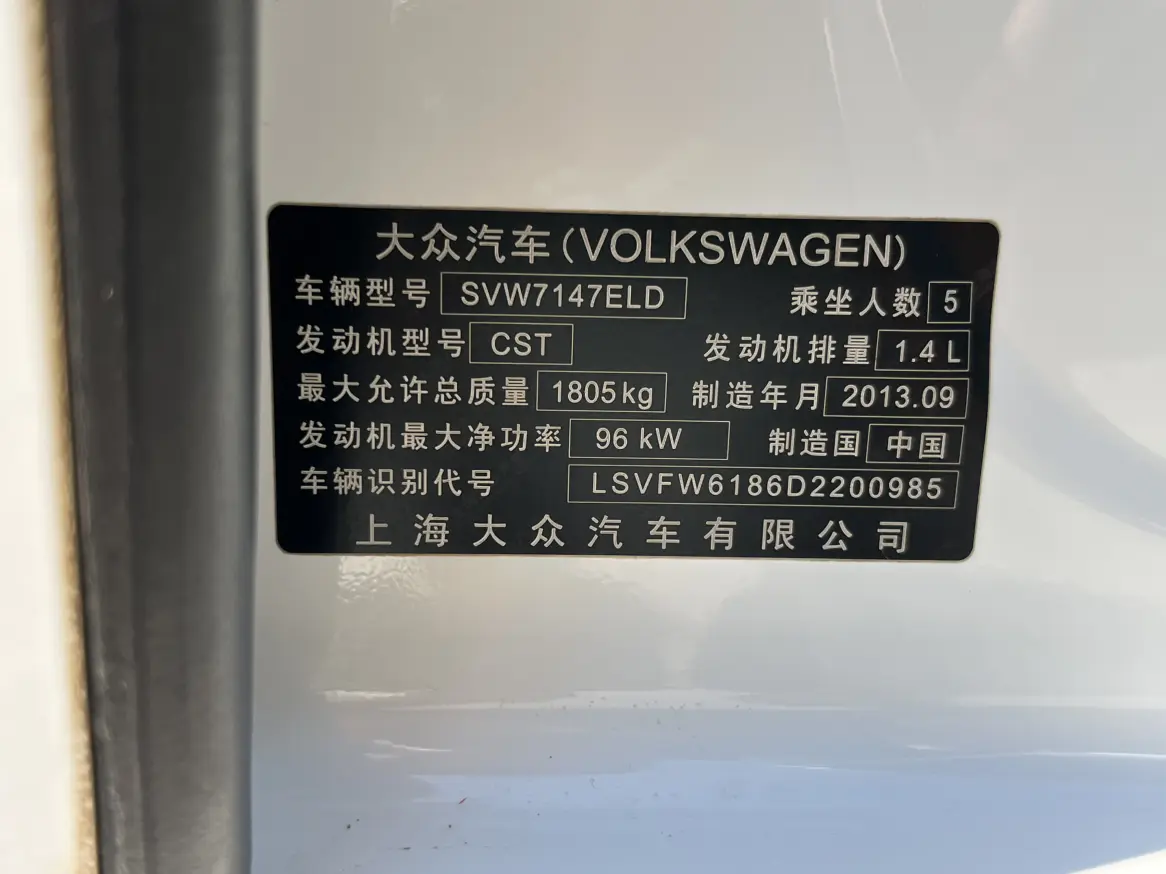 大众汽车(VOLKSWAGEN)
车辆型号 SVW7147ELD 乘坐人数 5
发动机型号 CST 发动机排量 1.4 L
最大允许总质量 1805kg 制造年月 2013.09
发动机最大净功率 96 kW 制造国 中国
车辆识别代号 LSVFW6186D2200985
上海大众汽车有限公司